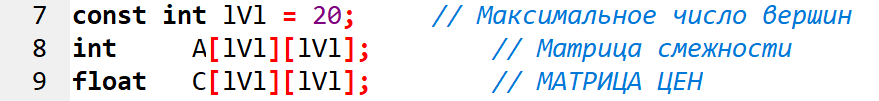 7 const int lVl = 20; // Максимальное число вершин
8 int A[lVl][lVl]; // Матрица смежности
9 float C[lVl][lVl]; // МАТРИЦА ЦЕН